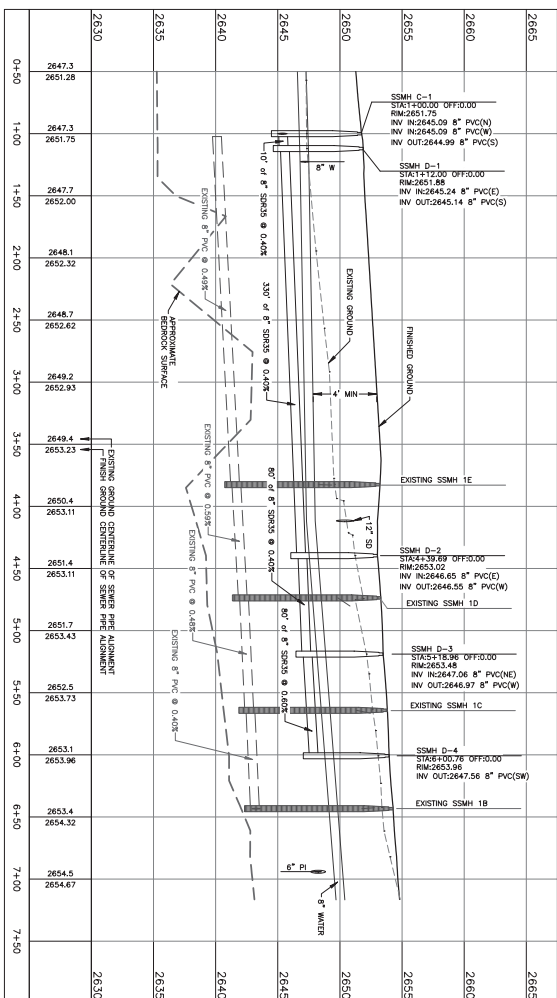 2630
2635
2640
2645
2650
2655
2660
2665
SSMH C-1
STA:1+00.00 OFF:0.00
RIM:2651.75
INV IN:2645.09 8" PVC(N)
INV IN:2645.09 8" PVC(W)
INV OUT:2644.99 8" PVC(S)
SSMH D-1
STA:1+12.00 OFF:0.00
RIM:2651.88
INV IN:2645.24 8" PVC(E)
INV OUT:2645.14 8" PVC(S)
8" W
EXISTING GROUND
FINISHED GROUND
4' MIN
EXISTING SSMH 1E
12" SD
SSMH D-2
STA:4+39.69 OFF:0.00
RIM:2653.02
INV IN:2646.65 8" PVC(E)
INV OUT:2646.55 8" PVC(W)
EXISTING SSMH 1D
SSMH D-3
STA:5+18.96 OFF:0.00
RIM:2653.48
INV IN:2647.06 8" PVC(NE)
INV OUT:2646.97 8" PVC(W)
EXISTING SSMH 1C
SSMH D-4
STA:6+00.76 OFF:0.00
RIM:2653.96
INV OUT:2647.56 8" PVC(SW)
EXISTING SSMH 1B
6" PI
8" WATER
10' of 8" SDR35 @ 0.40%
330' of 8" SDR35 @ 0.40%
80' of 8" SDR35 @ 0.40%
80' of 8" SDR35 @ 0.60%
EXISTING 8" PVC @ 0.49%
EXISTING 8" PVC @ 0.59%
EXISTING 8" PVC @ 0.48%
EXISTING 8" PVC @ 0.40%
APPROXIMATE
BEDROCK SURFACE
EXISTING GROUND CENTERLINE OF SEWER PIPE ALIGNMENT
FINISH GROUND CENTERLINE OF SEWER PIPE ALIGNMENT
2630
2635
2640
2645
2650
2655
2660
2665
2647.3
2651.28
2647.3
2651.75
2647.7
2652.00
2648.1
2652.32
2648.7
2652.62
2649.2
2652.93
2649.4
2653.23
2650.4
2653.11
2651.4
2653.11
2651.7
2653.43
2652.5
2653.73
2653.1
2653.96
2653.4
2654.32
2654.5
2654.67
0+50
1+00
1+50
2+00
2+50
3+00
3+50
4+00
4+50
5+00
5+50
6+00
6+50
7+00
7+50